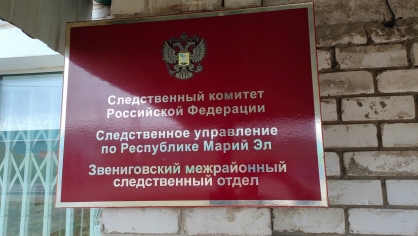 Следственный комитет
Российской Федерации
Следственное управление
по Республике Марий Эл
Звениговский межрайонный
следственный отдел